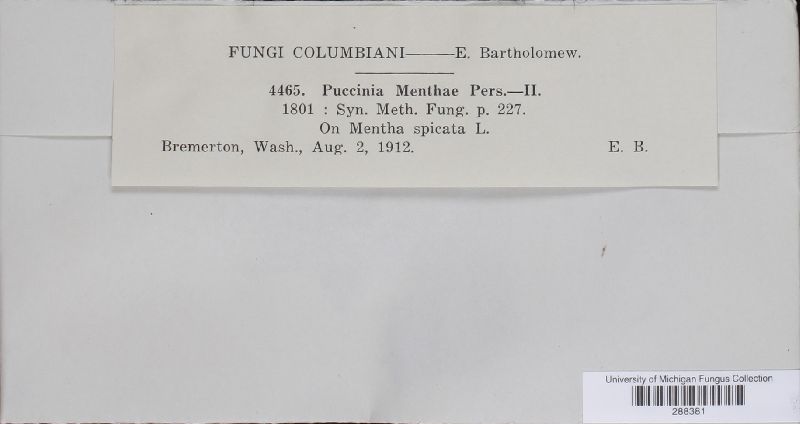 FUNGI COLUMBIANI——E. Bartholomew.
4465. Puccinia Menthae Pers.—II.
1801 : Syn. Meth. Fung. p. 227.
On Mentha spicata L.
Bremerton, Wash., Aug. 2, 1912. E. B.
University of Michigan Fungus Collection
288381